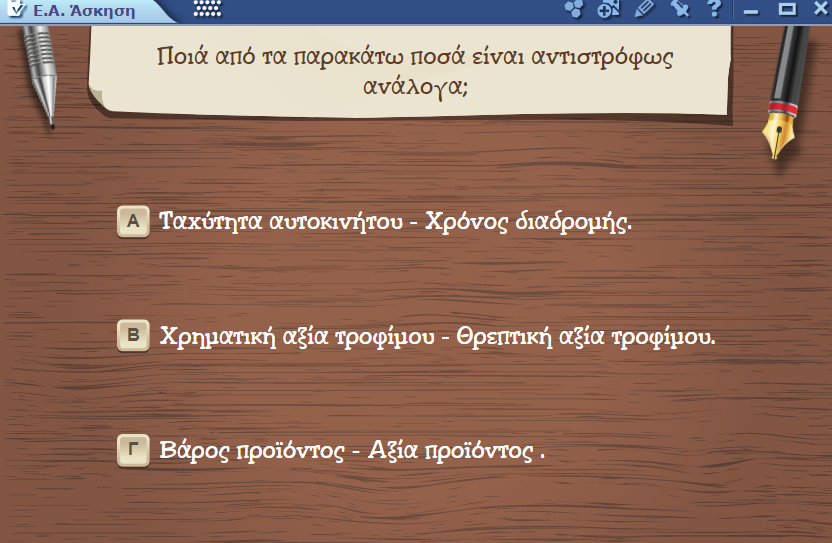 Ε.Α. Άσκηση
Ποιά από τα παρακάτω ποσά είναι αντιστρόφως
ανάλογα;
Α Ταχύτητα αυτοκινήτου - Χρόνος διαδρομής.
Β Χρηματική αξία τροφίμου - Θρεπτική αξία τροφίμου.
Γ Βάρος προϊόντος - Αξία προϊόντος .